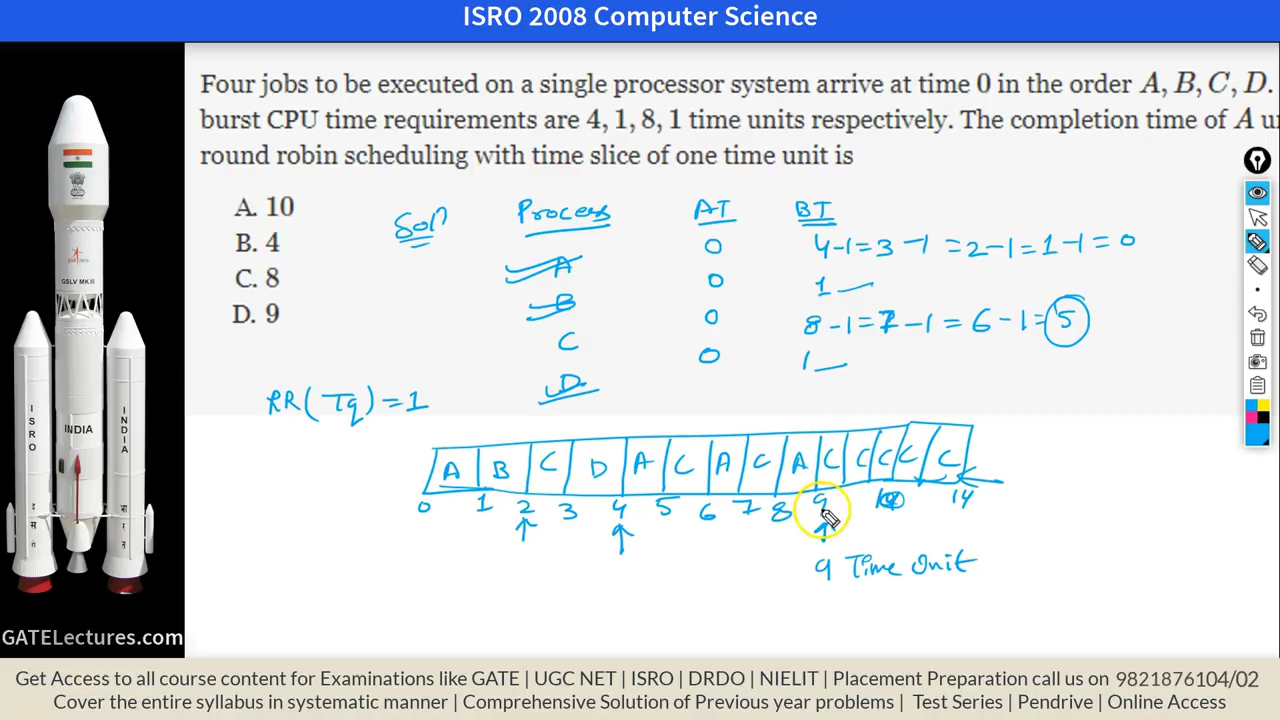 ISRO 2008 Computer Science
Four jobs to be executed on a single processor system arrive at time 0 in the order A, B, C, D.
burst CPU time requirements are 4, 1, 8, 1 time units respectively. The completion time of A u
round robin scheduling with time slice of one time unit is
A. 10
B. 4
C. 8
D. 9
Soln
Process AT BT
A 0 4-1=3-1=2-1=1-1=0
B 0 1
C 0 8-1=7-1=6-1=5
D. 0 1
RR(Tq)=1
A B C D A C A C A C C C C C
0 1 2 3 4 5 6 7 8 9 14
9 Time Unit
GSLV MK III
ISRO
INDIA
INDIA
GATELectures.com
Get Access to all course content for Examinations like GATE | UGC NET | ISRO | DRDO | NIELIT | Placement Preparation call us on 9821876104/02
Cover the entire syllabus in systematic manner | Comprehensive Solution of Previous year problems | Test Series | Pendrive | Online Access